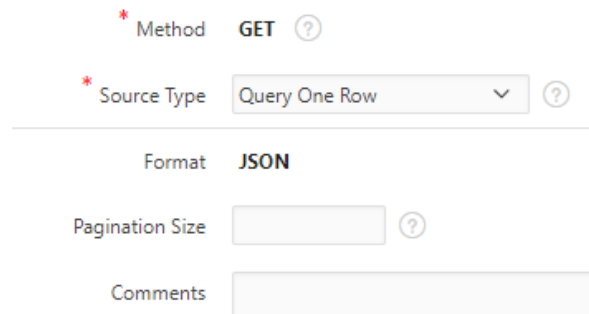 * Method GET ?
* Source Type Query One Row ?
Format JSON
Pagination Size ?
Comments